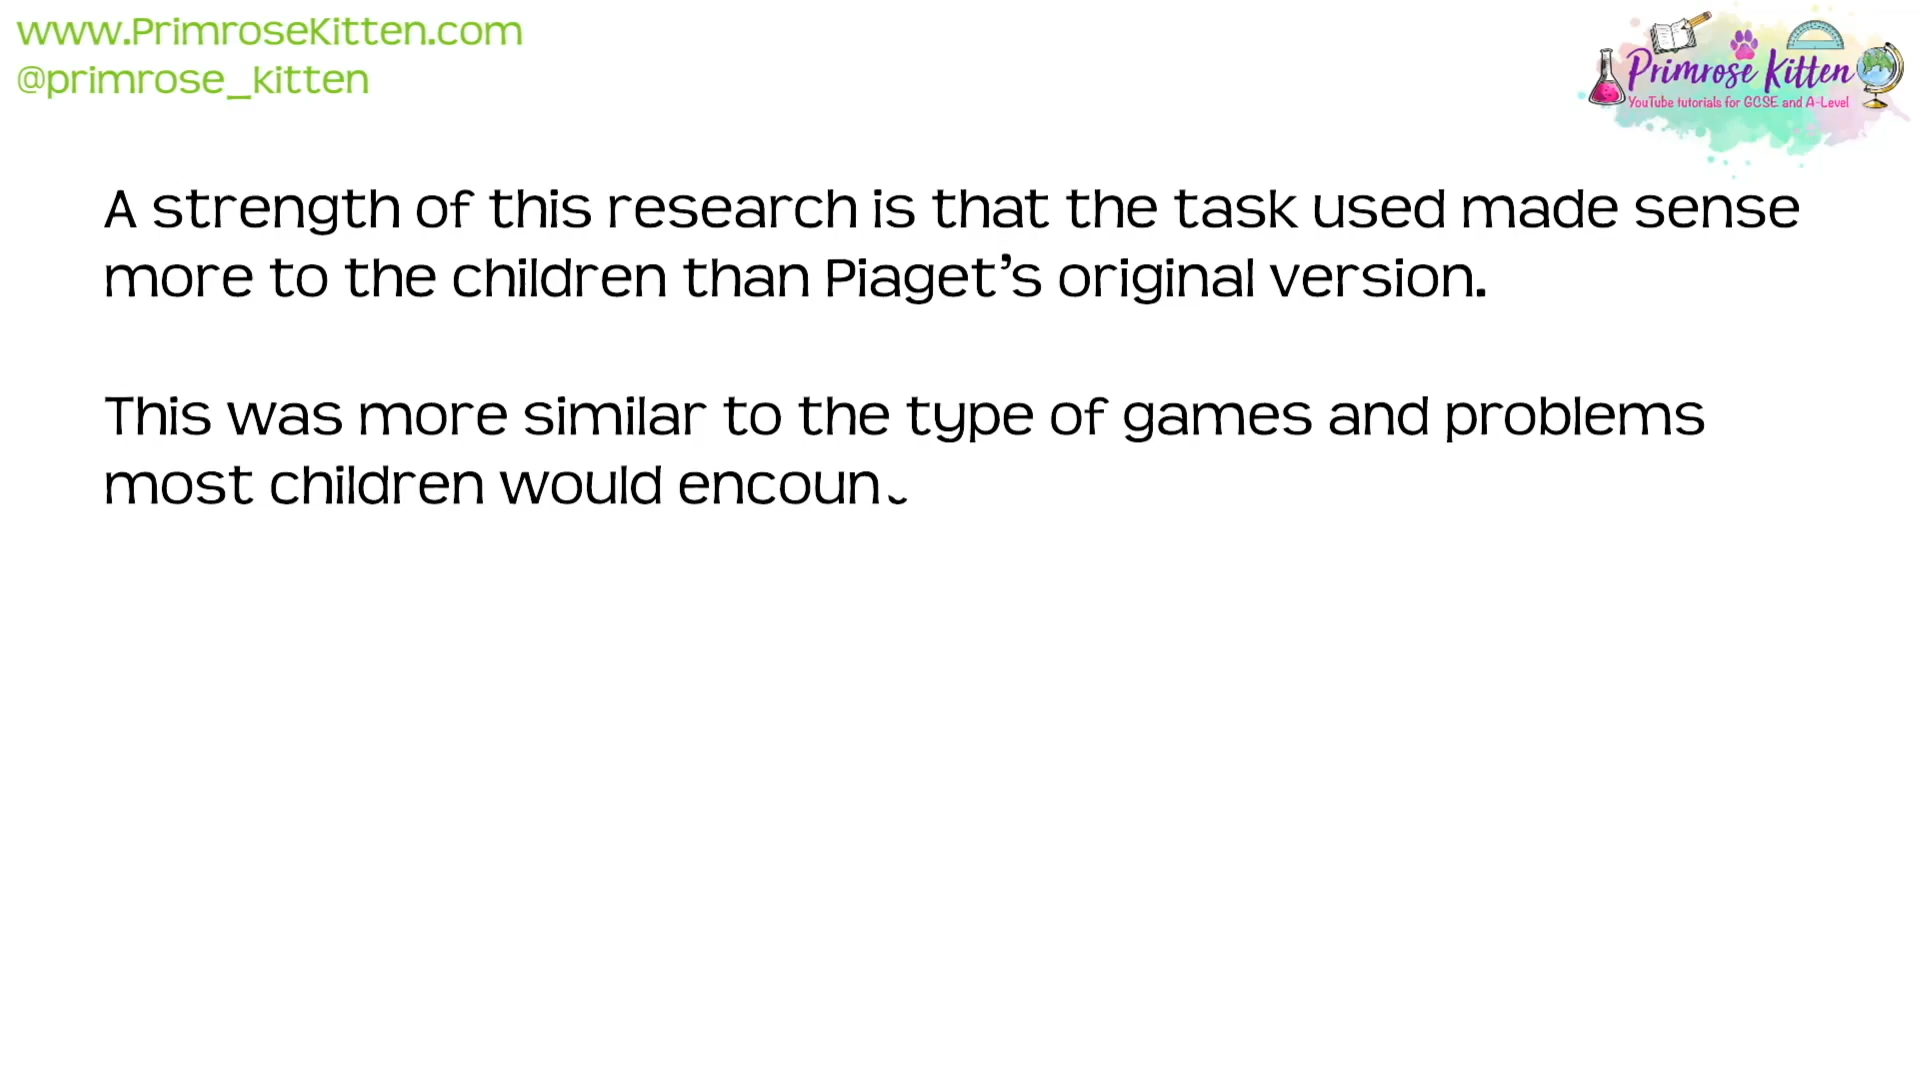 www.PrimroseKitten.com
@primrose_kitten
Primrose Kitten
YouTube tutorials for GCSE and A-Level
A strength of this research is that the task used made sense
more to the children than Piaget's original version.
This was more similar to the type of games and problems
most children would encoun